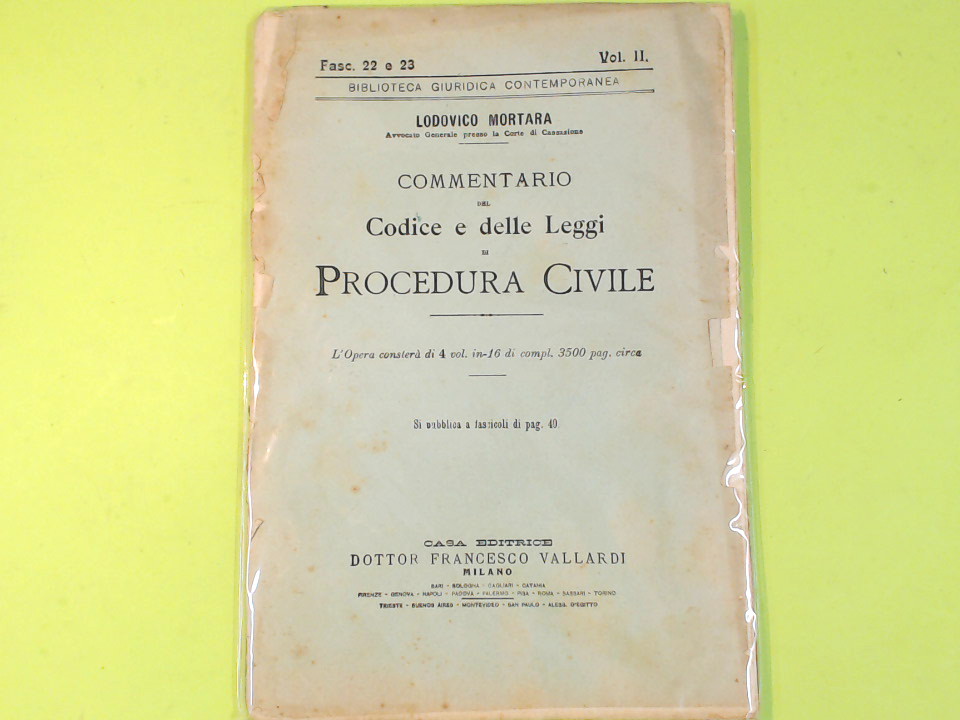 Fasc. 22 e 23 Vol. II.
BIBLIOTECA GIURIDICA CONTEMPORANEA
LODOVICO MORTARA
Avvocato Generale presso la Corte di Cassazione
COMMENTARIO
DEL
Codice e delle Leggi
DI
PROCEDURA CIVILE
L'Opera consterà di 4 vol. in-16 di compl. 3500 pag. circa
Si pubblica a fascicoli di pag. 40
CASA EDITRICE
DOTTOR FRANCESCO VALLARDI
MILANO
BARI - BOLOGNA - CAGLIARI - CATANIA
FIRENZE - GENOVA - NAPOLI - PADOVA - PALERMO - PISA - ROMA - SASSARI - TORINO
TRIESTE - BUENOS AIRES - MONTEVIDEO - SAN PAULO - ALESS. D'EGITTO